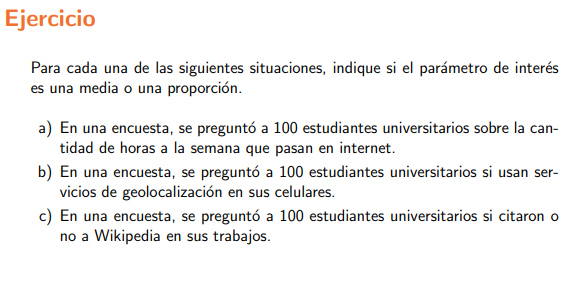 Ejercicio
Para cada una de las siguientes situaciones, indique si el parámetro de interés
es una media o una proporción.
a) En una encuesta, se preguntó a 100 estudiantes universitarios sobre la can-
tidad de horas a la semana que pasan en internet.
b) En una encuesta, se preguntó a 100 estudiantes universitarios si usan ser-
vicios de geolocalización en sus celulares.
c) En una encuesta, se preguntó a 100 estudiantes universitarios si citaron o
no a Wikipedia en sus trabajos.